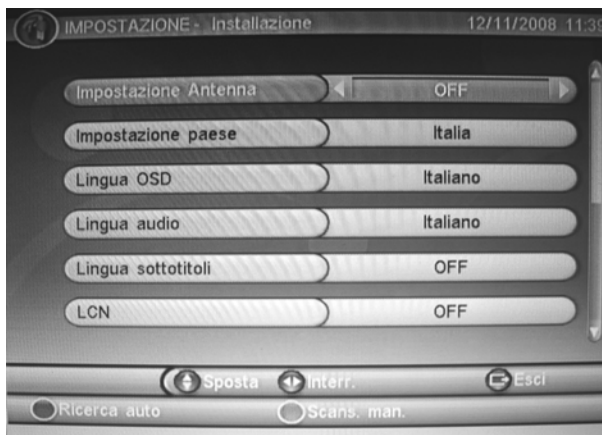 IMPOSTAZIONE - Installazione 12/11/2008 11:39
Impostazione Antenna OFF
Impostazione paese Italia
Lingua OSD Italiano
Lingua audio Italiano
Lingua sottotitoli OFF
LCN OFF
Sposta Interr. Esci
Ricerca auto Scans. man.